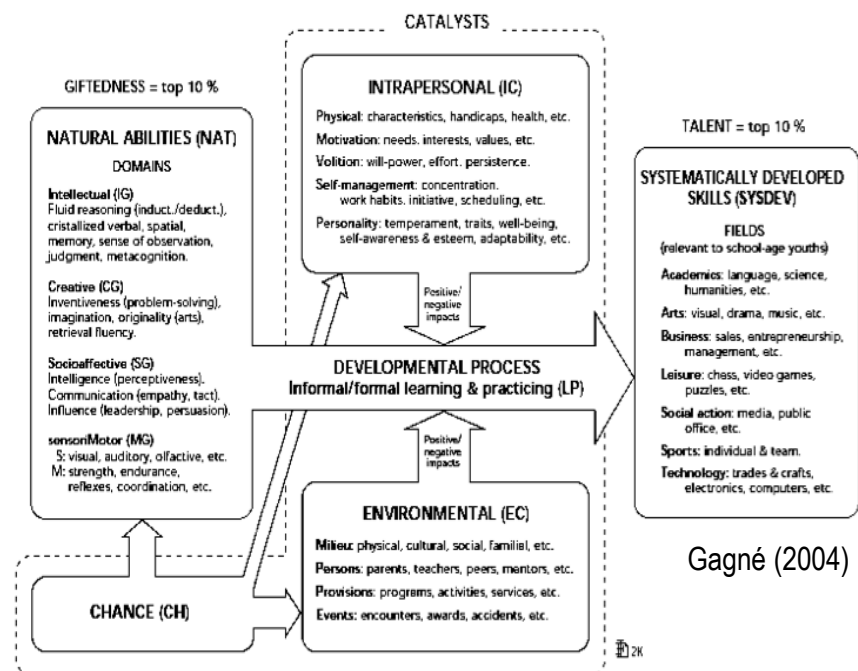 CATALYSTS
GIFTEDNESS = top 10 %
NATURAL ABILITIES (NAT)
DOMAINS
Intellectual (IG)
Fluid reasoning (induct./deduct.),
cristallized verbal, spatial,
memory, sense of observation,
judgment, metacognition.
Creative (CG)
Inventiveness (problem-solving),
imagination, originality (arts),
retrieval fluency.
Socioaffective (SG)
Intelligence (perceptiveness).
Communication (empathy, tact).
Influence (leadership, persuasion).
sensoriMotor (MG)
S: visual, auditory, olfactive, etc.
M: strength, endurance,
reflexes, coordination, etc.
INTRAPERSONAL (IC)
Physical: characteristics, handicaps, health, etc.
Motivation: needs. interests, values, etc.
Volition: will-power, effort. persistence.
Self-management: concentration.
work habits. initiative, scheduling, etc.
Personality: temperament, traits, well-being,
self-awareness & esteem, adaptability, etc.
Positive/
negative
impacts
DEVELOPMENTAL PROCESS
Informal/formal learning & practicing (LP)
Positive/
negative
impacts
ENVIRONMENTAL (EC)
Milieu: physical, cultural, social, familial, etc.
Persons: parents, teachers, peers, mentors, etc.
Provisions: programs, activities, services, etc.
Events: encounters, awards, accidents, etc.
CHANCE (CH)
TALENT = top 10 %
SYSTEMATICALLY DEVELOPED
SKILLS (SYSDEV)
FIELDS
(relevant to school-age youths)
Academics: language, science,
humanities, etc.
Arts: visual, drama, music, etc.
Business: sales, entrepreneurship,
management, etc.
Leisure: chess, video games,
puzzles, etc.
Social action: media, public
office, etc.
Sports: individual & team.
Technology: trades & crafts,
electronics, computers, etc.
Gagné (2004)
2K